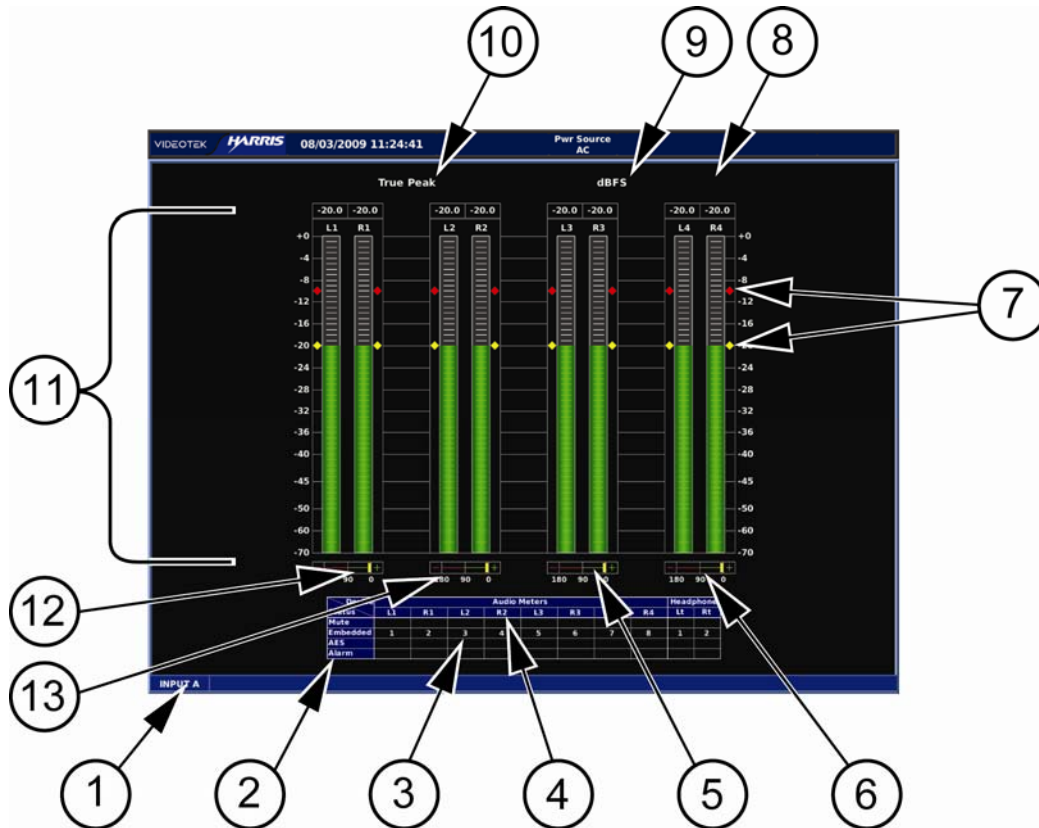 10 9 8
VIDEOTEK HARRIS 08/03/2009 11:24:41 Pwr Source
AC
True Peak dBFS
-20.0 -20.0 -20.0 -20.0 -20.0 -20.0 -20.0 -20.0
L1 R1 L2 R2 L3 R3 L4 R4
+0 +0
-4 -4
-8 -8
7
-12 -12
-16 -16
-20
-24 -24
11
-28 -28
-32 -32
-36 -36
-40 -40
-45 -45
-50 -50
-60 -60
-70 -70
- + - + - + - +
90 0 180 90 0 180 90 0 180 90 0
12
Audio Meters Headphone
L1 R1 L2 R2 L3 R3 R4 Lt Rt
Mute
Embedded 1 2 3 4 5 6 7 8 1 2
AES
Alarm
13
INPUT A
1 2 3 4 5 6